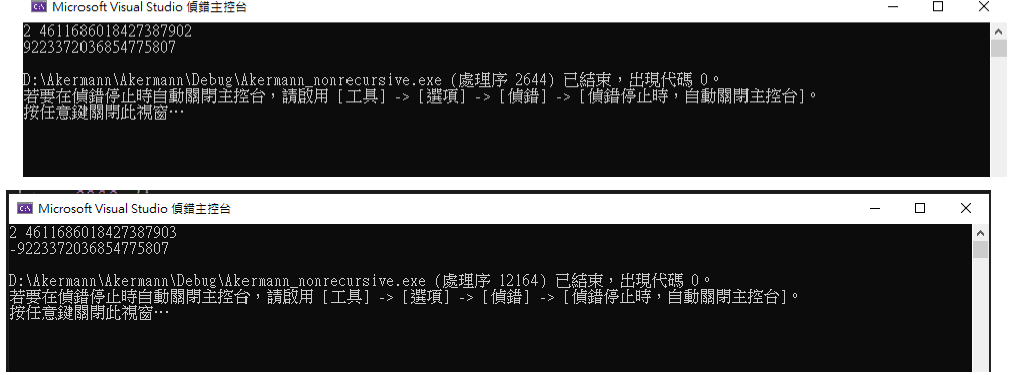 Microsoft Visual Studio 偵錯主控台
2 4611686018427387902
9223372036854775807
D:\Akermann\Akermann\Debug\Akermann_nonrecursive.exe (處理序 2644) 已結束，出現代碼 0。
若要在偵錯停止時自動關閉主控台，請啟用 [工具] -> [選項] -> [偵錯] -> [偵錯停止時，自動關閉主控台]。
按任意鍵關閉此視窗…
Microsoft Visual Studio 偵錯主控台
2 4611686018427387903
-9223372036854775807
D:\Akermann\Akermann\Debug\Akermann_nonrecursive.exe (處理序 12164) 已結束，出現代碼 0。
若要在偵錯停止時自動關閉主控台，請啟用 [工具] -> [選項] -> [偵錯] -> [偵錯停止時，自動關閉主控台]。
按任意鍵關閉此視窗…